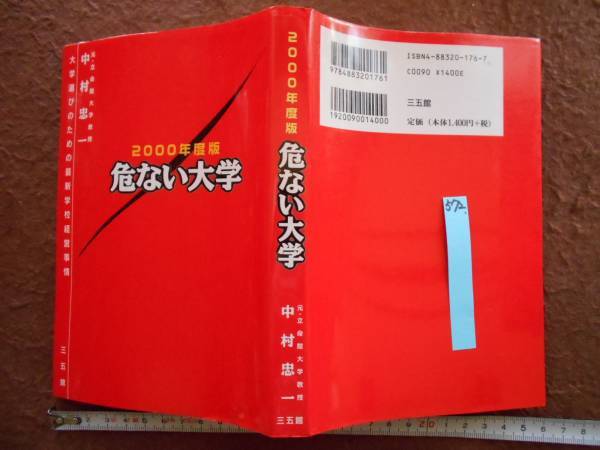 2000年度版
危ない大学
元・立命館大学教授
中村忠一
大学選びのための最新学校経営事情
三五館
2000年度版
危ない大学
元・立命館大学教授
中村忠一
三五館
ISBN4-88320-176-7
C0090 ¥1400E
9784883201761
1920090014000
三五館
定価（本体1,400円+税）
572.